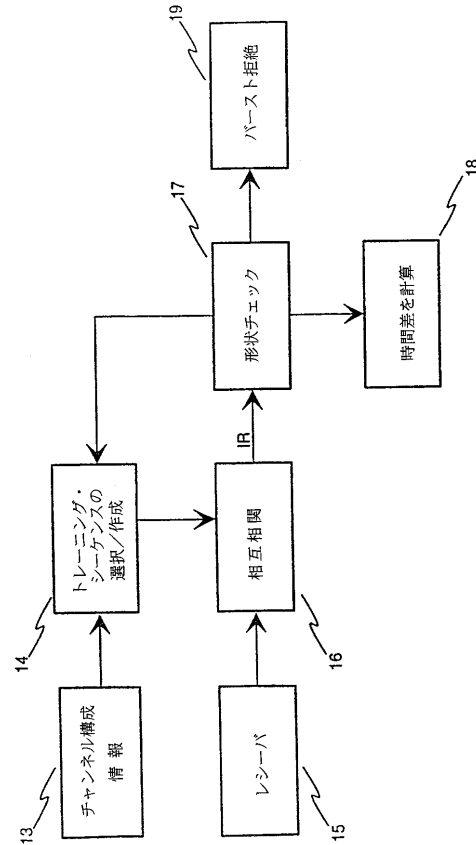 13
チャンネル構成
情 報
14
トレーニング・
シーケンスの
選択／作成
15
レシーバ
16
相互相関
IR
17
形状チェック
18
時間差を計算
19
バースト拒絶